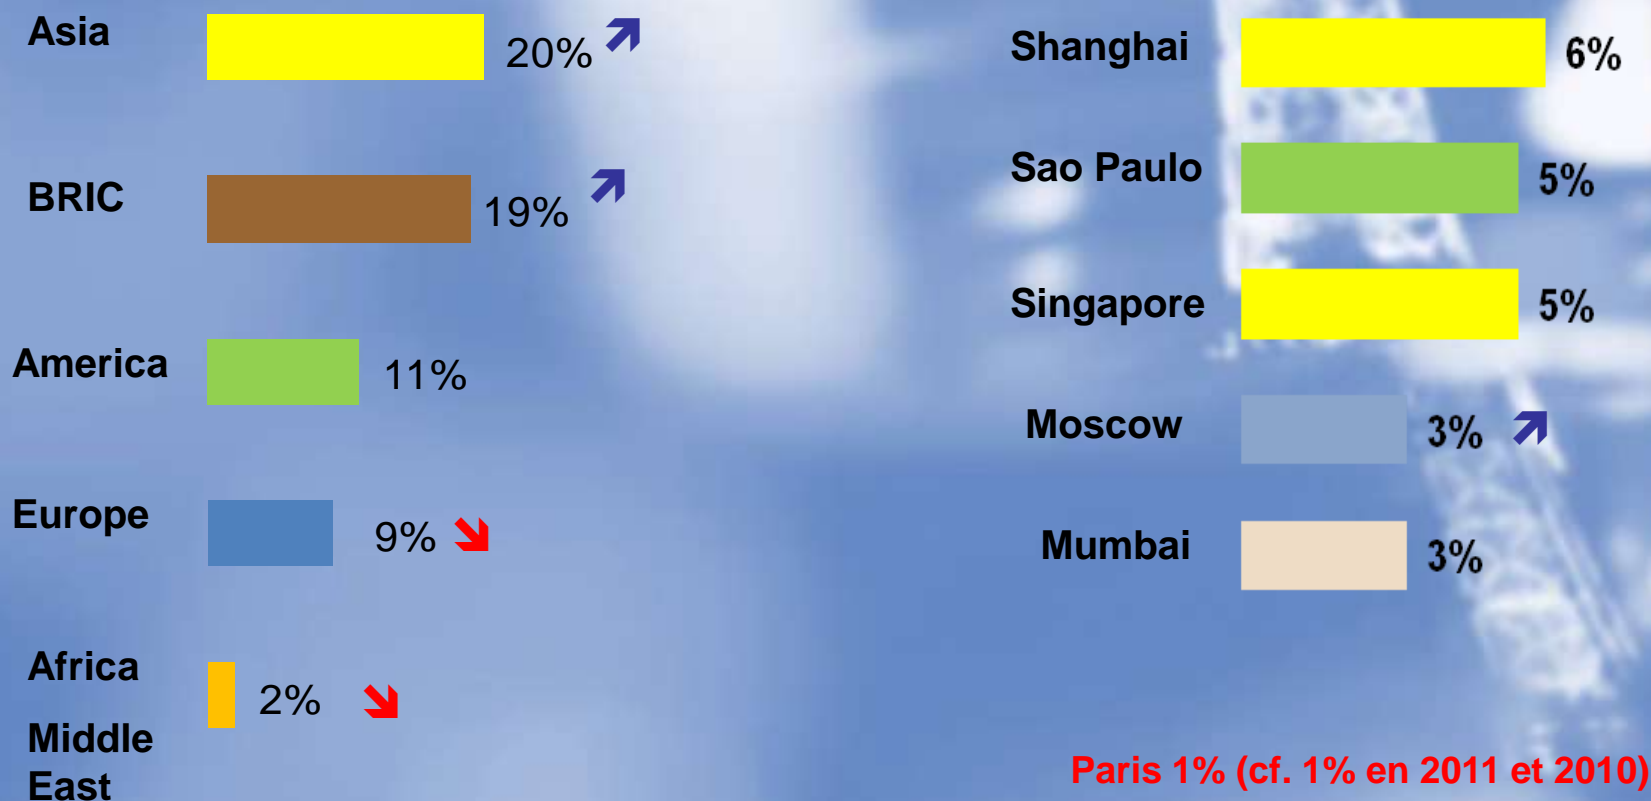 Asia 20%
BRIC 19%
America 11%
Europe 9%
Africa
Middle
East 2%
Shanghai 6%
Sao Paulo 5%
Singapore 5%
Moscow 3%
Mumbai 3%
Paris 1% (cf. 1% en 2011 et 2010)